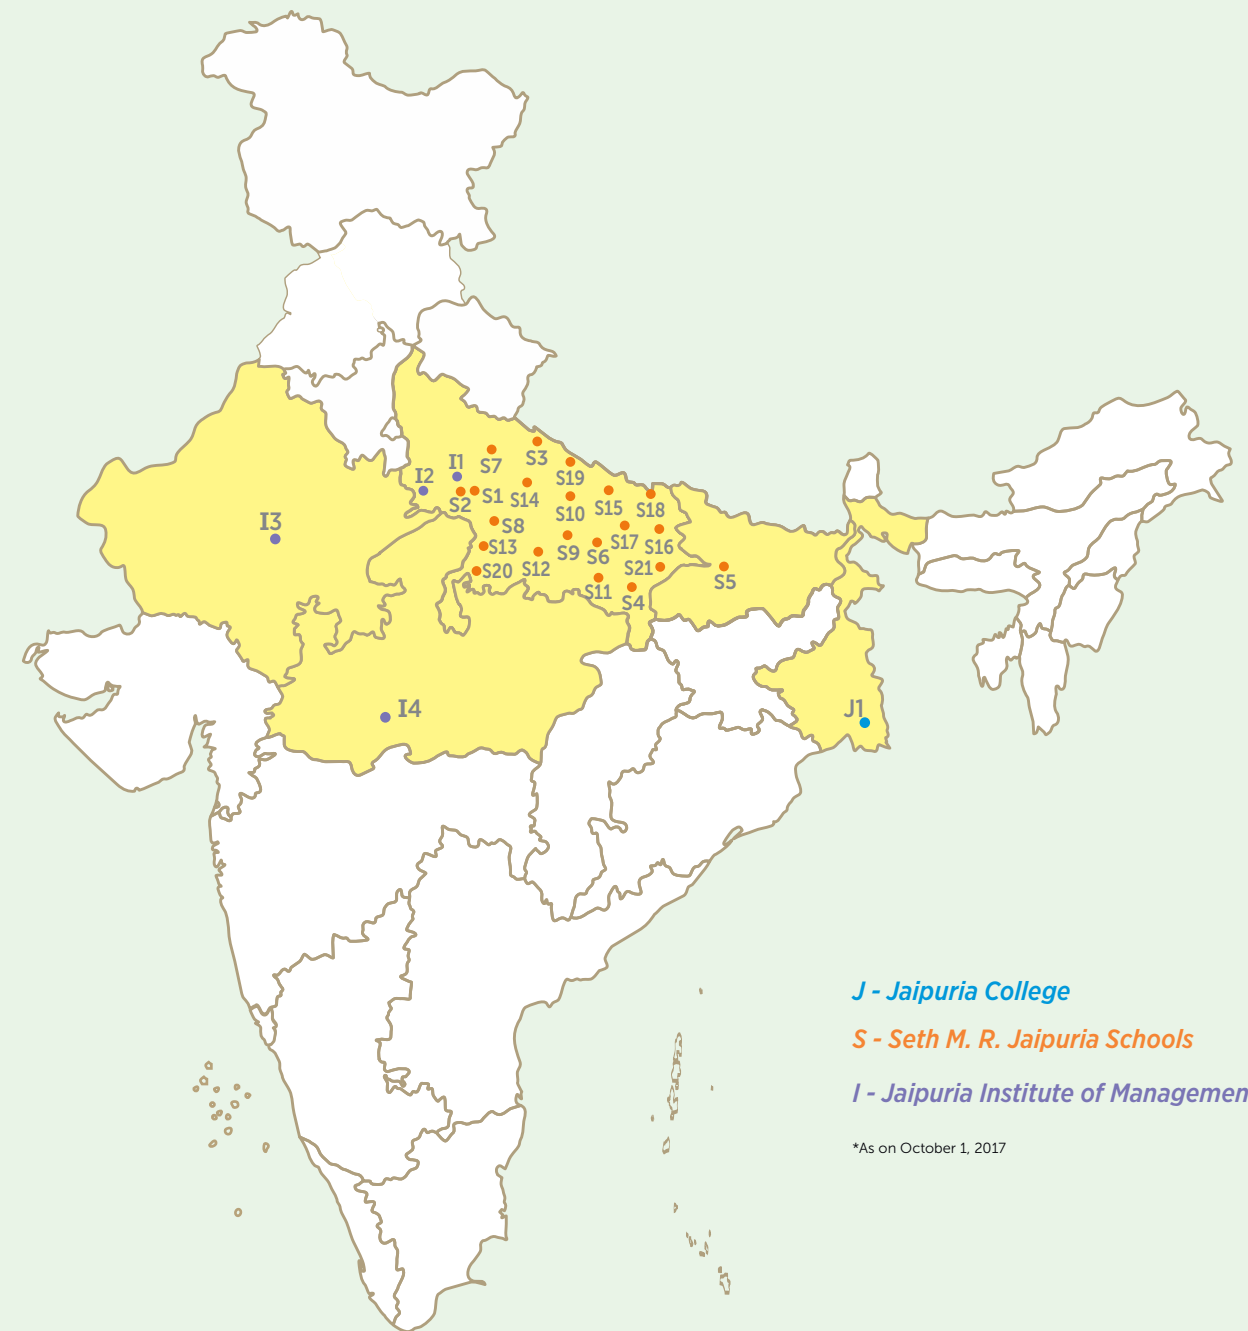 S3
S7
I1
S19
I2
S14
S1
S2
S15
S18
S10
I3
S8
S17
S16
S9
S6
S13
S12
S21
S20
S5
S11
S4
I4
J1
J - Jaipuria College
S - Seth M. R. Jaipuria Schools
I - Jaipuria Institute of Managemen
*As on October 1, 2017